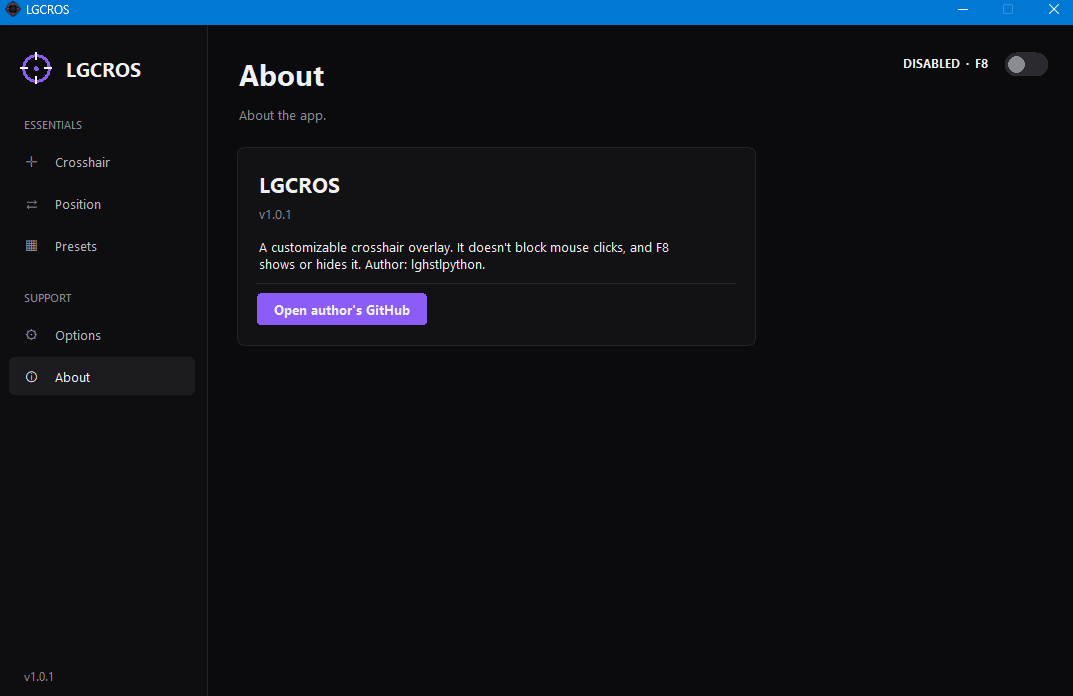 LGCROS
LGCROS
ESSENTIALS
Crosshair
Position
Presets
SUPPORT
Options
About
v1.0.1
About
About the app.
DISABLED · F8
LGCROS
v1.0.1
A customizable crosshair overlay. It doesn't block mouse clicks, and F8
shows or hides it. Author: lghstlpython.
Open author's GitHub